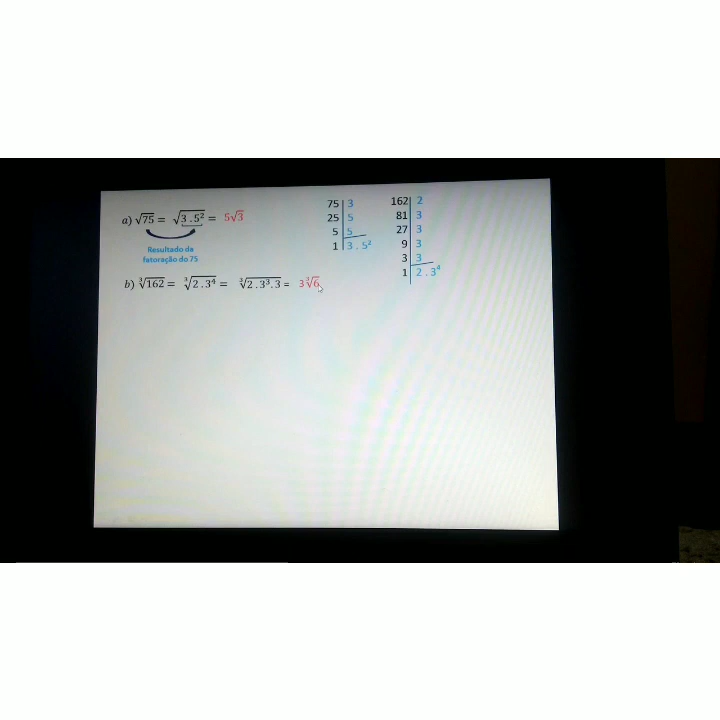 a) √75 = √3 . 5² = 5√3
Resultado da
fatoração do 75
b) ∛162 = ∛2 . 3⁴ = ∛2 . 3³ . 3 = 3∛6
75 | 3
25 | 5
5 | 5
1 | 3 . 5²
162 | 2
81 | 3
27 | 3
9 | 3
3 | 3
1 | 2 . 3⁴